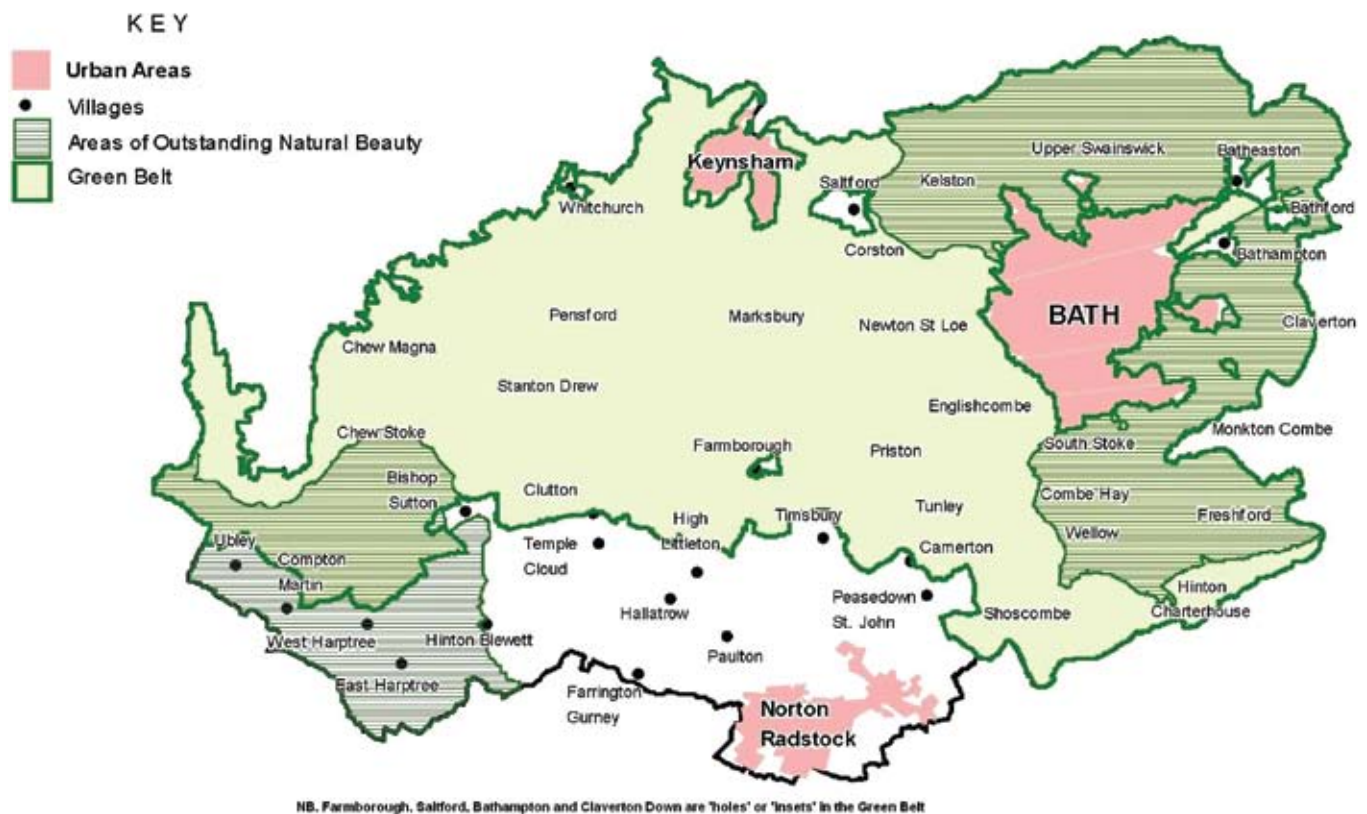 KEY
Urban Areas
Villages
Areas of Outstanding Natural Beauty
Green Belt
Keynsham
Upper Swainswick
Batheaston
Saltford
Kelston
Whitchurch
Bathford
Corston
Bathampton
Pensford
Marksbury
Newton St Loe
BATH
Claverton
Chew Magna
Stanton Drew
Englishcombe
Chew Stoke
Monkton Combe
Farmborough
Priston
South Stoke
Bishop
Sutton
Clutton
Tunley
Combe Hay
High
Littleton
Timsbury
Freshford
Wellow
Ubley
Temple
Cloud
Camerton
Compton
Martin
Hinton
Charterhouse
Hallatrow
Peasedown
St. John
Shoscombe
West Harptree
Hinton Blewett
Paulton
East Harptree
Farrington
Gurney
Norton
Radstock
NB. Farmborough, Saltford, Bathampton and Claverton Down are 'holes' or 'insets' in the Green Belt